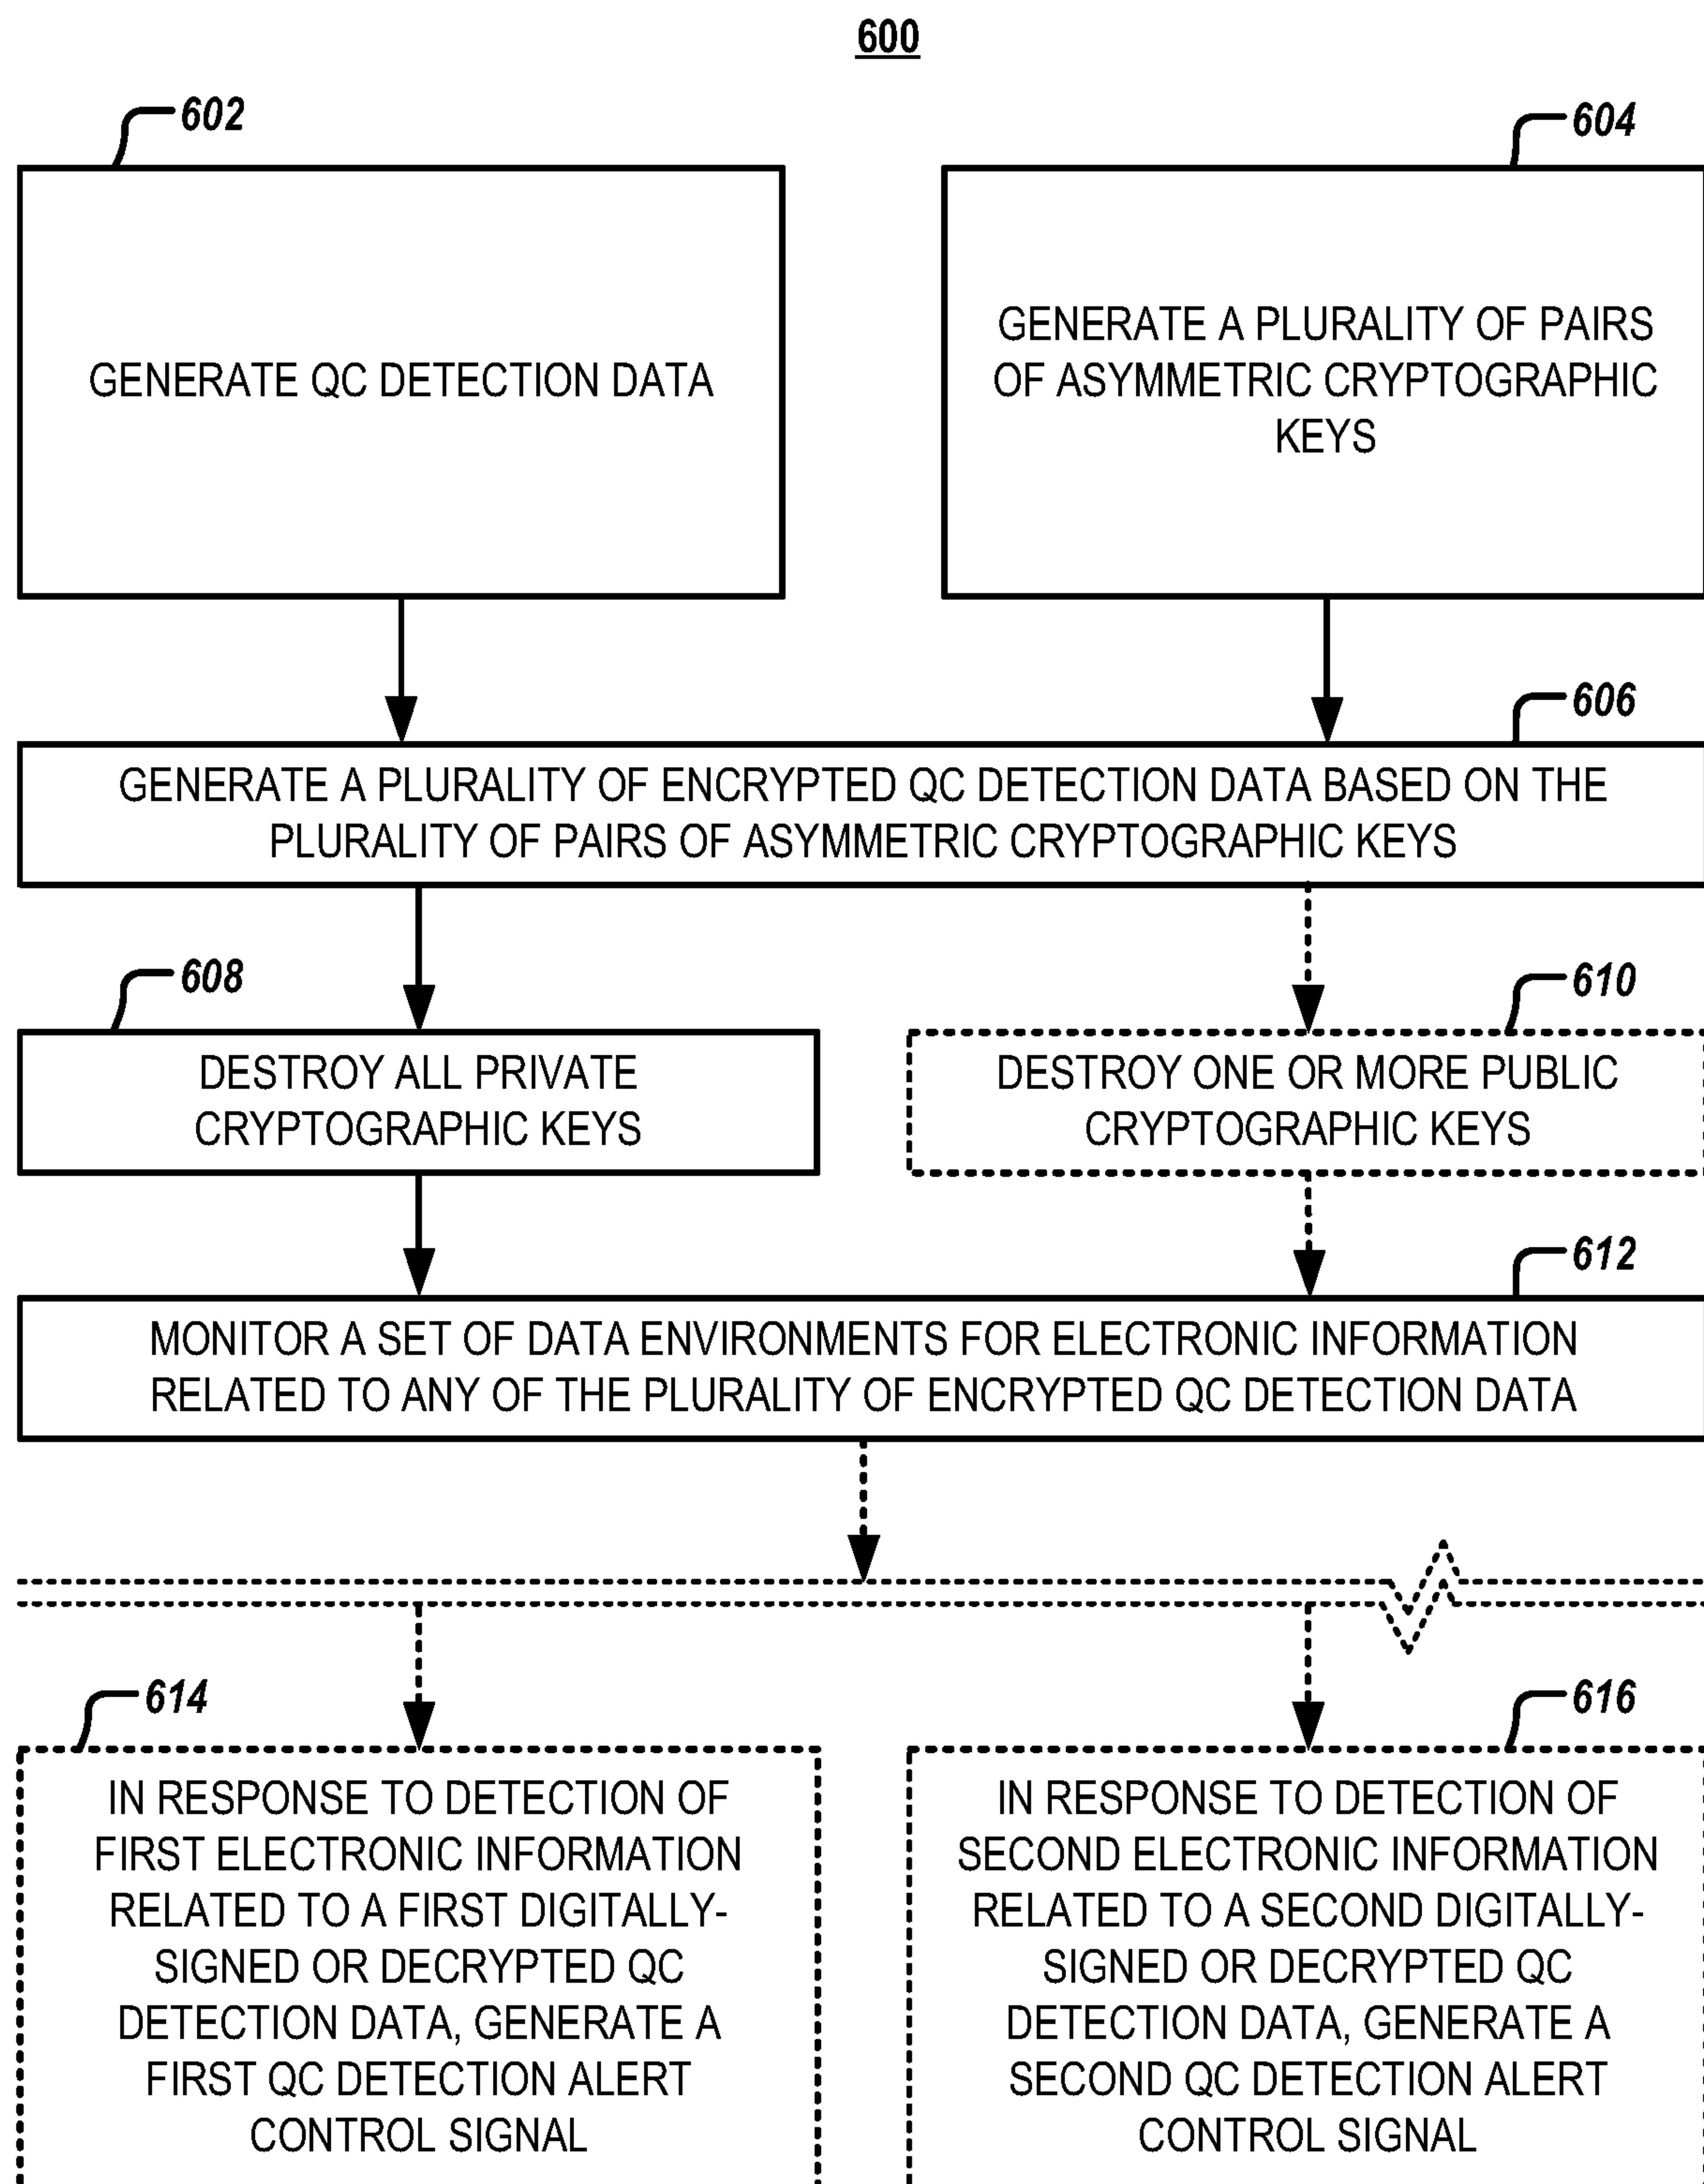 600
602
604
GENERATE QC DETECTION DATA
GENERATE A PLURALITY OF PAIRS
OF ASYMMETRIC CRYPTOGRAPHIC
KEYS
606
GENERATE A PLURALITY OF ENCRYPTED QC DETECTION DATA BASED ON THE
PLURALITY OF PAIRS OF ASYMMETRIC CRYPTOGRAPHIC KEYS
608
610
DESTROY ALL PRIVATE
CRYPTOGRAPHIC KEYS
DESTROY ONE OR MORE PUBLIC
CRYPTOGRAPHIC KEYS
612
MONITOR A SET OF DATA ENVIRONMENTS FOR ELECTRONIC INFORMATION
RELATED TO ANY OF THE PLURALITY OF ENCRYPTED QC DETECTION DATA
614
616
IN RESPONSE TO DETECTION OF
FIRST ELECTRONIC INFORMATION
RELATED TO A FIRST DIGITALLY-
SIGNED OR DECRYPTED QC
DETECTION DATA, GENERATE A
FIRST QC DETECTION ALERT
CONTROL SIGNAL
IN RESPONSE TO DETECTION OF
SECOND ELECTRONIC INFORMATION
RELATED TO A SECOND DIGITALLY-
SIGNED OR DECRYPTED QC
DETECTION DATA, GENERATE A
SECOND QC DETECTION ALERT
CONTROL SIGNAL